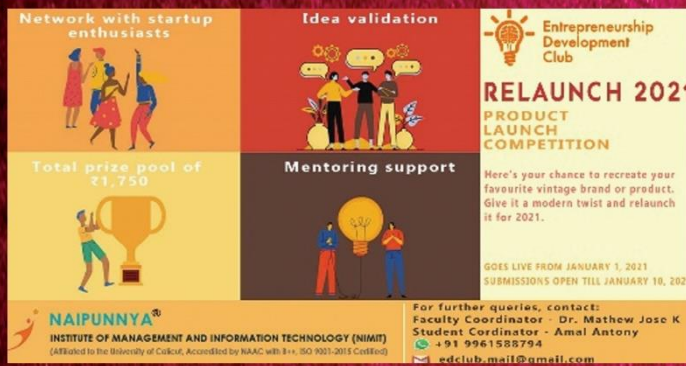 Network with startup
enthusiasts
Idea validation
Total prize pool of
₹1,750
Mentoring support
Entrepreneurship
Development
Club
RELAUNCH
PRODUCT
LAUNCH
COMPETITION
Here's your chance to recreate your
favourite vintage brand or product.
Give it a modern twist and relaunch
it for 2021.
GOES LIVE FROM JANUARY 1, 2021
SUBMISSIONS OPEN TILL JANUARY 10,
NAIPUNNYA®
INSTITUTE OF MANAGEMENT AND INFORMATION TECHNOLOGY (NIMIT)
(Affiliated to the University of Calicut, Accredited by NAAC with B++, ISO 9001-2015 Certified)
For further queries, contact:
Faculty Coordinator - Dr. Mathew Jose K
Student Cordinator - Amal Antony
+91 9961588794
edclub.mail@gmail.com